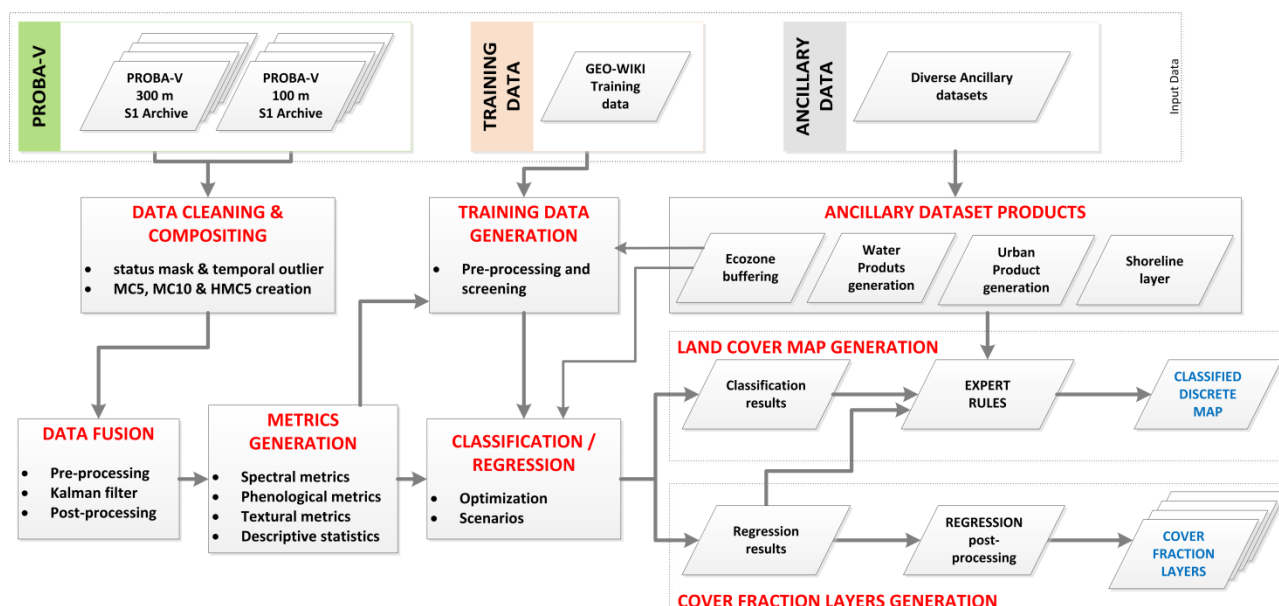 PROBA-V
PROBA-V
300 m
S1 Archive
PROBA-V
100 m
S1 Archive
TRAINING
DATA
GEO-WIKI
Training
data
ANCILLARY
DATA
Diverse Ancillary
datasets
Input Data
DATA CLEANING &
COMPOSITING
• status mask & temporal outlier
• MC5, MC10 & HMC5 creation
TRAINING DATA
GENERATION
• Pre-processing and
screening
ANCILLARY DATASET PRODUCTS
Ecozone
buffering
Water
Produts
generation
Urban
Product
generation
Shoreline
layer
DATA FUSION
• Pre-processing
• Kalman filter
• Post-processing
METRICS
GENERATION
• Spectral metrics
• Phenological metrics
• Textural metrics
• Descriptive statistics
CLASSIFICATION /
REGRESSION
• Optimization
• Scenarios
LAND COVER MAP GENERATION
Classification
results
EXPERT
RULES
CLASSIFIED
DISCRETE
MAP
Regression
results
REGRESSION
post-
processing
COVER
FRACTION
LAYERS
COVER FRACTION LAYERS GENERATION